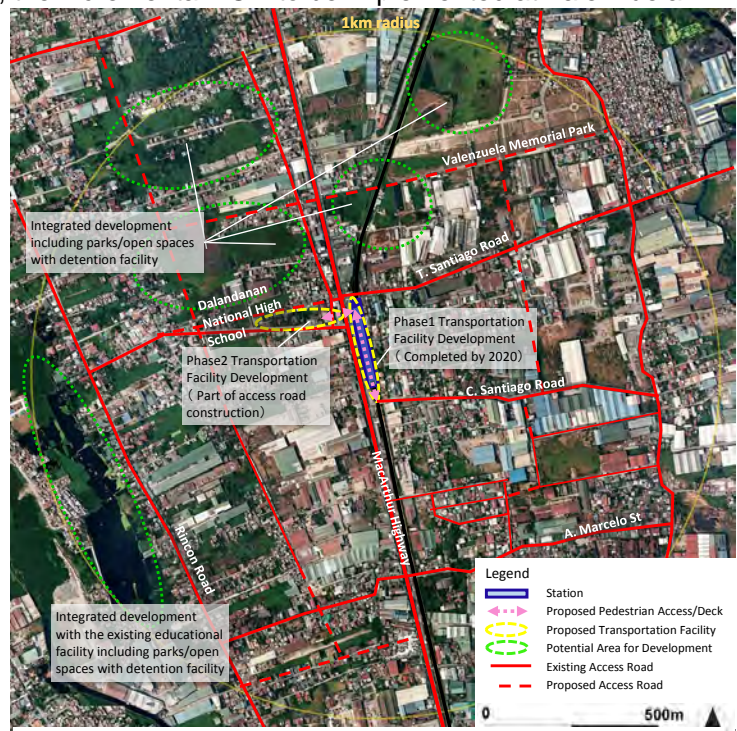 1km radius
Valenzuela Memorial Park
Integrated development
including parks/open spaces
with detention facility
T. Santiago Road
Dalandanan
National High
School
Phase1 Transportation
Facility Development
( Completed by 2020)
Phase2 Transportation
Facility Development
( Part of access road
construction)
C. Santiago Road
MacArthur Highway
Rincon Road
A. Marcelo St
Integrated development
with the existing educational
facility including parks/open
spaces with detention facility
Legend
Station
Proposed Pedestrian Access/Deck
Proposed Transportation Facility
Potential Area for Development
Existing Access Road
Proposed Access Road
0 500m